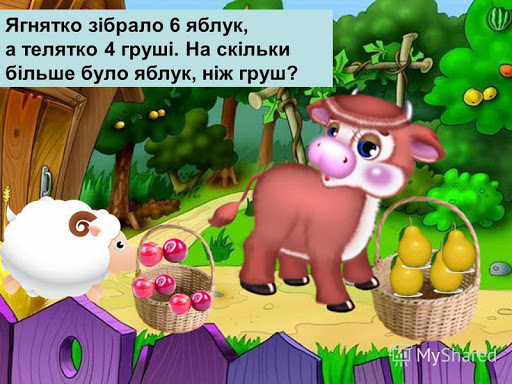 Ягнятко зібрало 6 яблук,
а телятко 4 груші. На скільки
більше було яблук, ніж груш?
MyShared